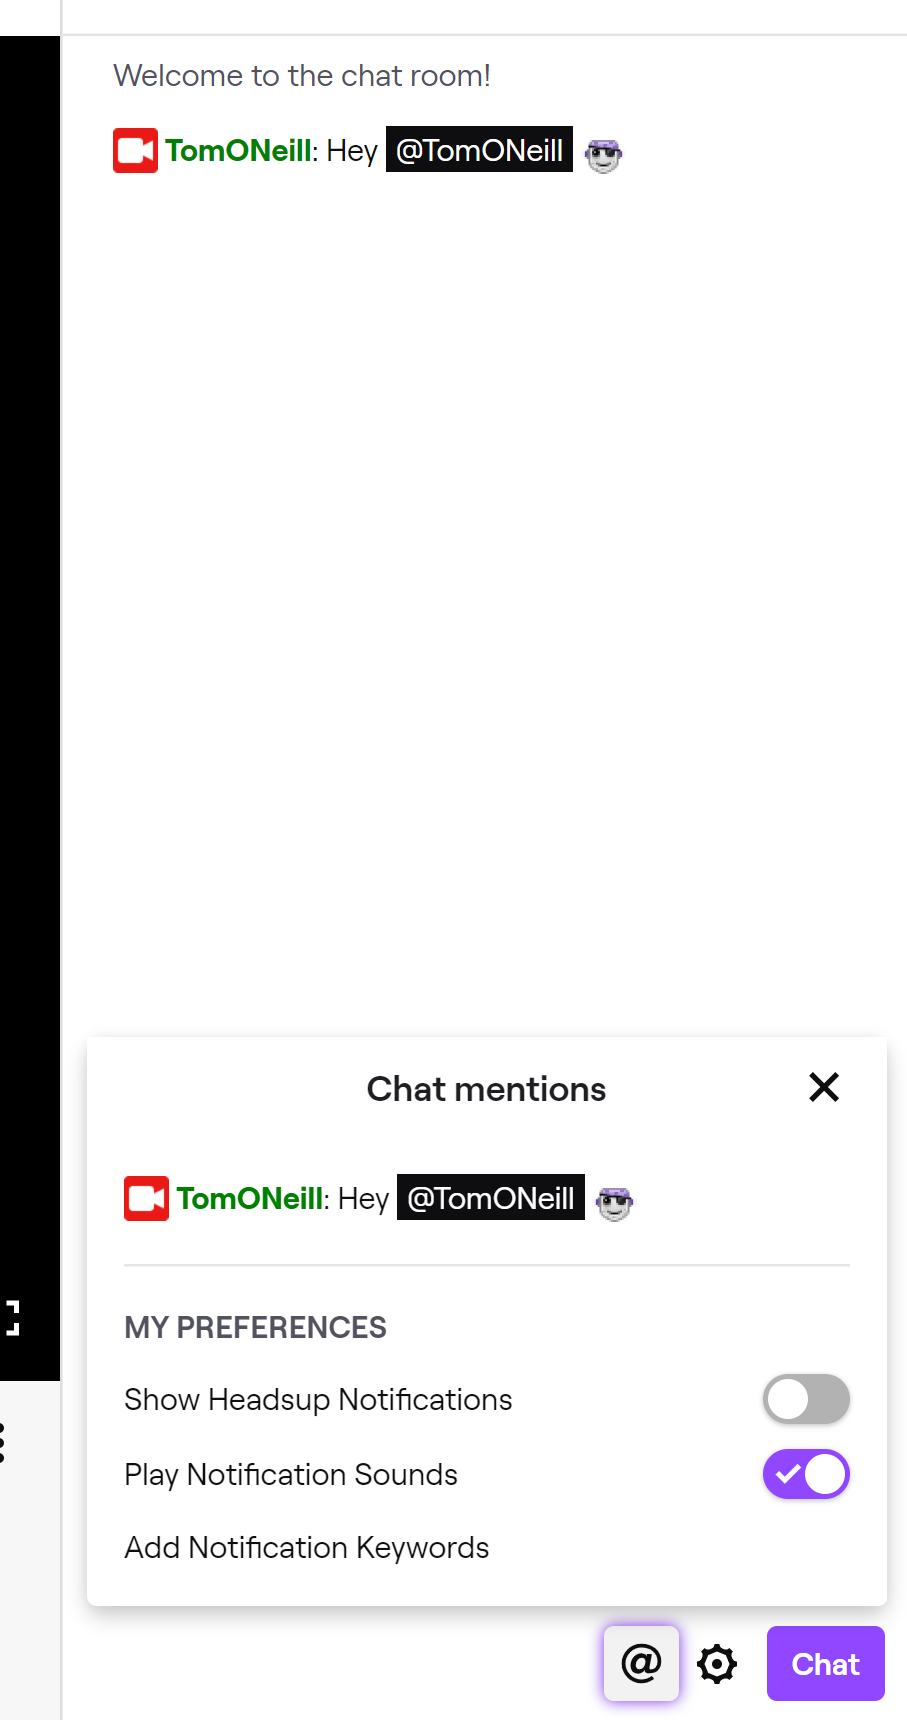 Welcome to the chat room!
TomONeill: Hey @TomONeill
Chat mentions
TomONeill: Hey @TomONeill
MY PREFERENCES
Show Headsup Notifications
Play Notification Sounds
Add Notification Keywords
@ Chat